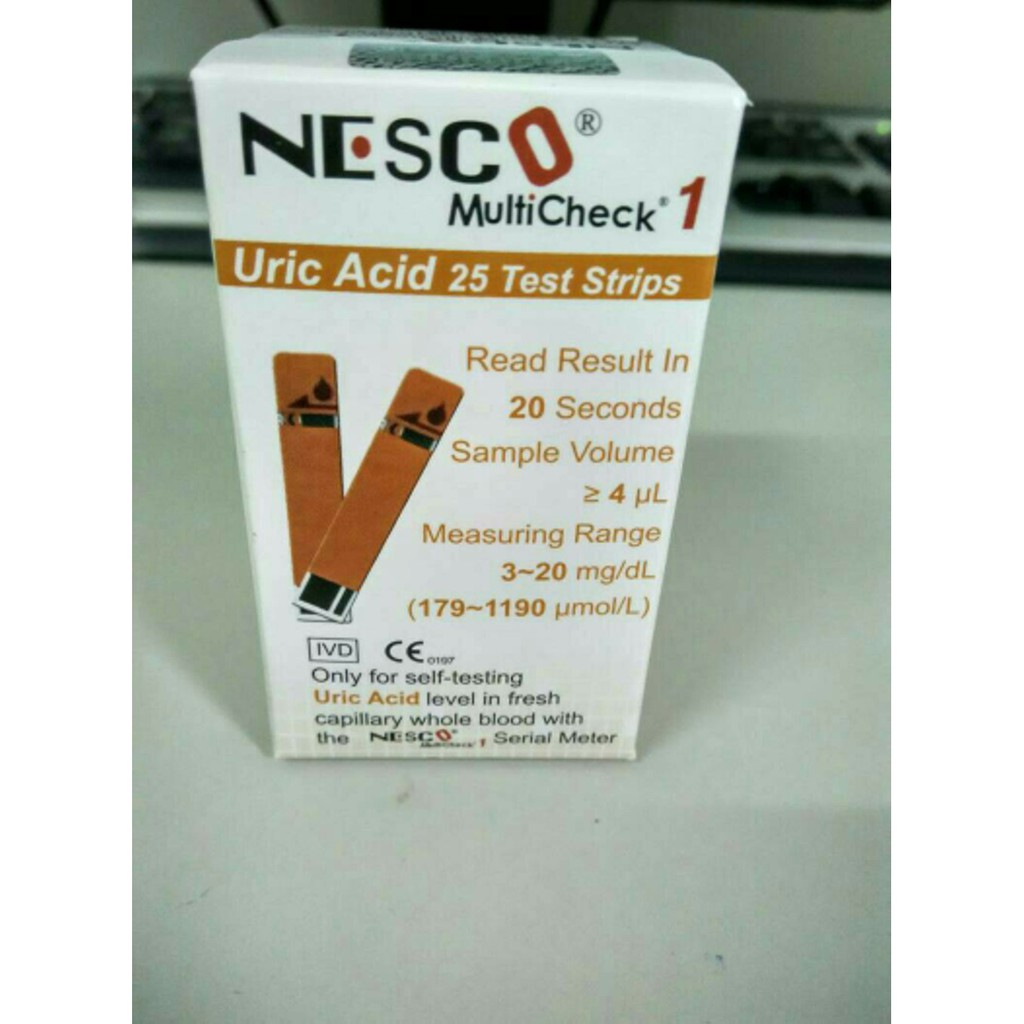 NESCO®
MultiCheck® 1
Uric Acid 25 Test Strips
Read Result In
20 Seconds
Sample Volume
≥ 4 µL
Measuring Range
3~20 mg/dL
(179~1190 µmol/L)
IVD CE 0197
Only for self-testing
Uric Acid level in fresh
capillary whole blood with
the NESCO® MultiCheck® 1 Serial Meter